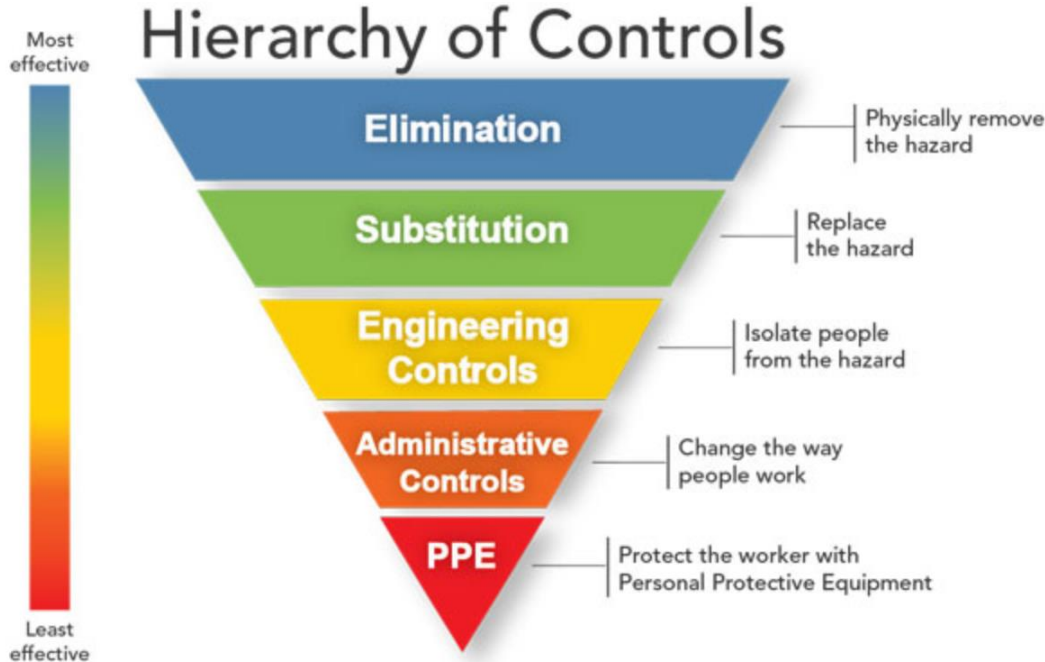 Hierarchy of Controls
Most
effective
Elimination
Physically remove
the hazard
Substitution
Replace
the hazard
Engineering
Controls
Isolate people
from the hazard
Administrative
Controls
Change the way
people work
PPE
Protect the worker with
Personal Protective Equipment
Least
effective